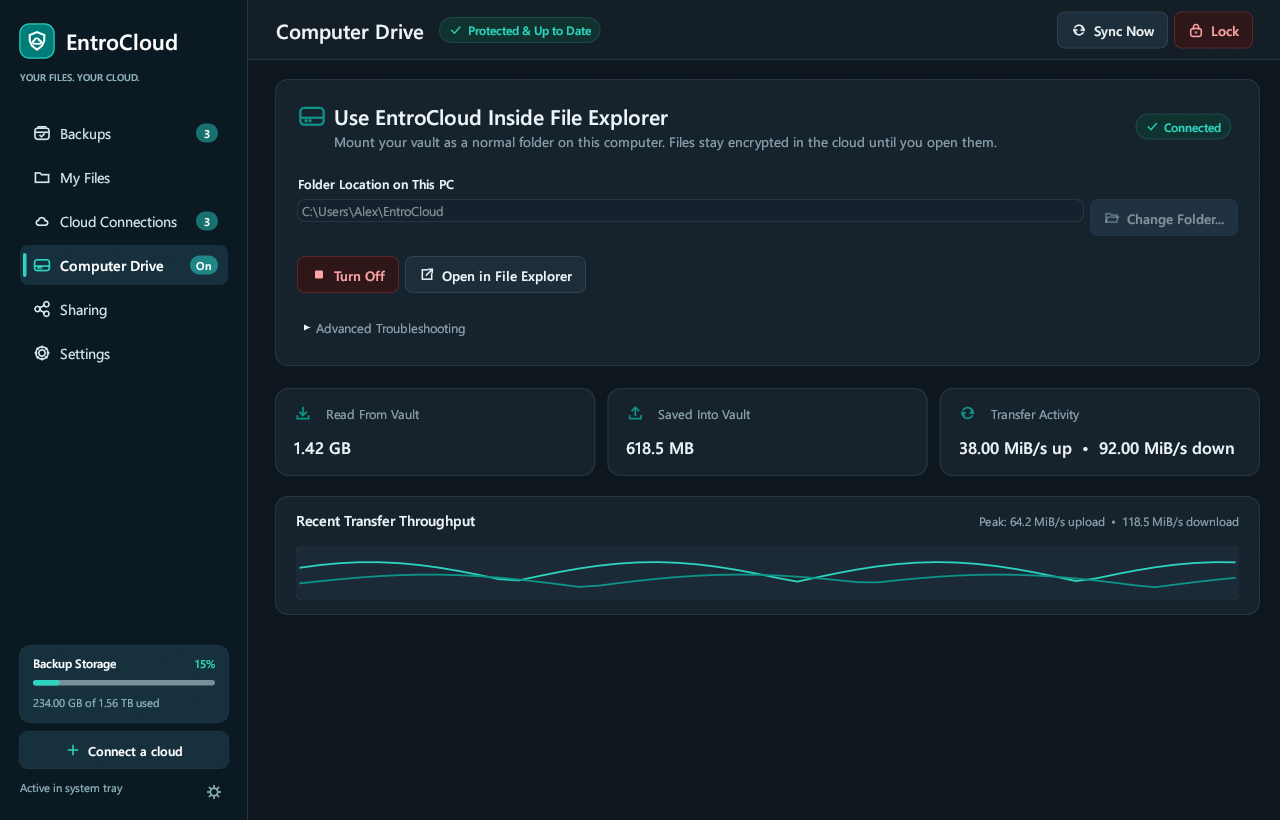 EntroCloud
YOUR FILES. YOUR CLOUD.
Backups 3
My Files
Cloud Connections 3
Computer Drive On
Sharing
Settings
Backup Storage 15%
234.00 GB of 1.56 TB used
+ Connect a cloud
Active in system tray
Computer Drive
Protected & Up to Date
Sync Now
Lock
Use EntroCloud Inside File Explorer
Mount your vault as a normal folder on this computer. Files stay encrypted in the cloud until you open them.
Connected
Folder Location on This PC
C:\Users\Alex\EntroCloud
Change Folder...
Turn Off
Open in File Explorer
Advanced Troubleshooting
Read From Vault
1.42 GB
Saved Into Vault
618.5 MB
Transfer Activity
38.00 MiB/s up • 92.00 MiB/s down
Recent Transfer Throughput
Peak: 64.2 MiB/s upload • 118.5 MiB/s download